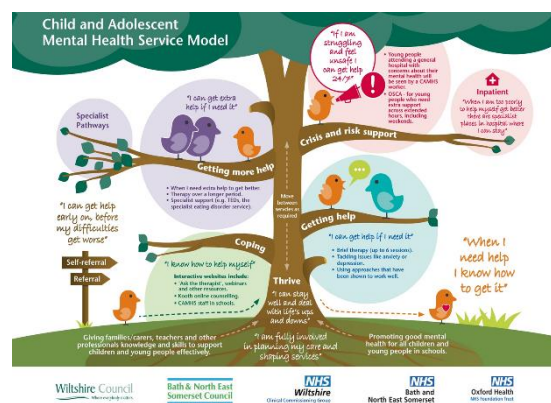 Child and Adolescent
Mental Health Service Model
"If I am
struggling
and feel
unsafe I
can get help
24/7"
• Young people
attending a general
hospital with
concerns about their
mental health will
be seen by a CAMHS
worker.
• OSCA - for young
people who need
extra support
across extended
hours, including
weekends.
Inpatient
"When I am too poorly
to help myself get better
there are specialist
places in hospital where
I can stay"
"I can get extra
help if I need it"
Specialist
Pathways
Crisis and risk support
Getting more help
• When I need extra help to get better.
• Therapy over a longer period.
• Specialist support (e.g. TEDs, the
specialist eating disorder service).
Move
between
services as
required
Getting help
"I can get help if I need it"
• Brief therapy (up to 6 sessions).
• Tackling issues like anxiety or
depression.
• Using approaches that have
been shown to work well.
"I can get help
early on, before
my difficulties
get worse"
Self-referral
Referral
Coping
"I know how to help myself"
Interactive websites include:
• 'Ask the therapist', webinars
and other resources.
• Kooth online counselling.
• CAMHS staff in schools.
Thrive
"I can stay
well and deal
with life's ups
and downs"
"I am fully involved
in planning my care and
shaping services"
"When I
need help
I know how
to get it"
Giving families/carers, teachers and other
professionals knowledge and skills to support
children and young people effectively.
Promoting good mental
health for all children and
young people in schools.
Wiltshire Council
Where everybody matters
Bath & North East
Somerset Council
NHS
Wiltshire
Clinical Commissioning Group
NHS
Bath and
North East Somerset
NHS
Oxford Health
NHS Foundation Trust